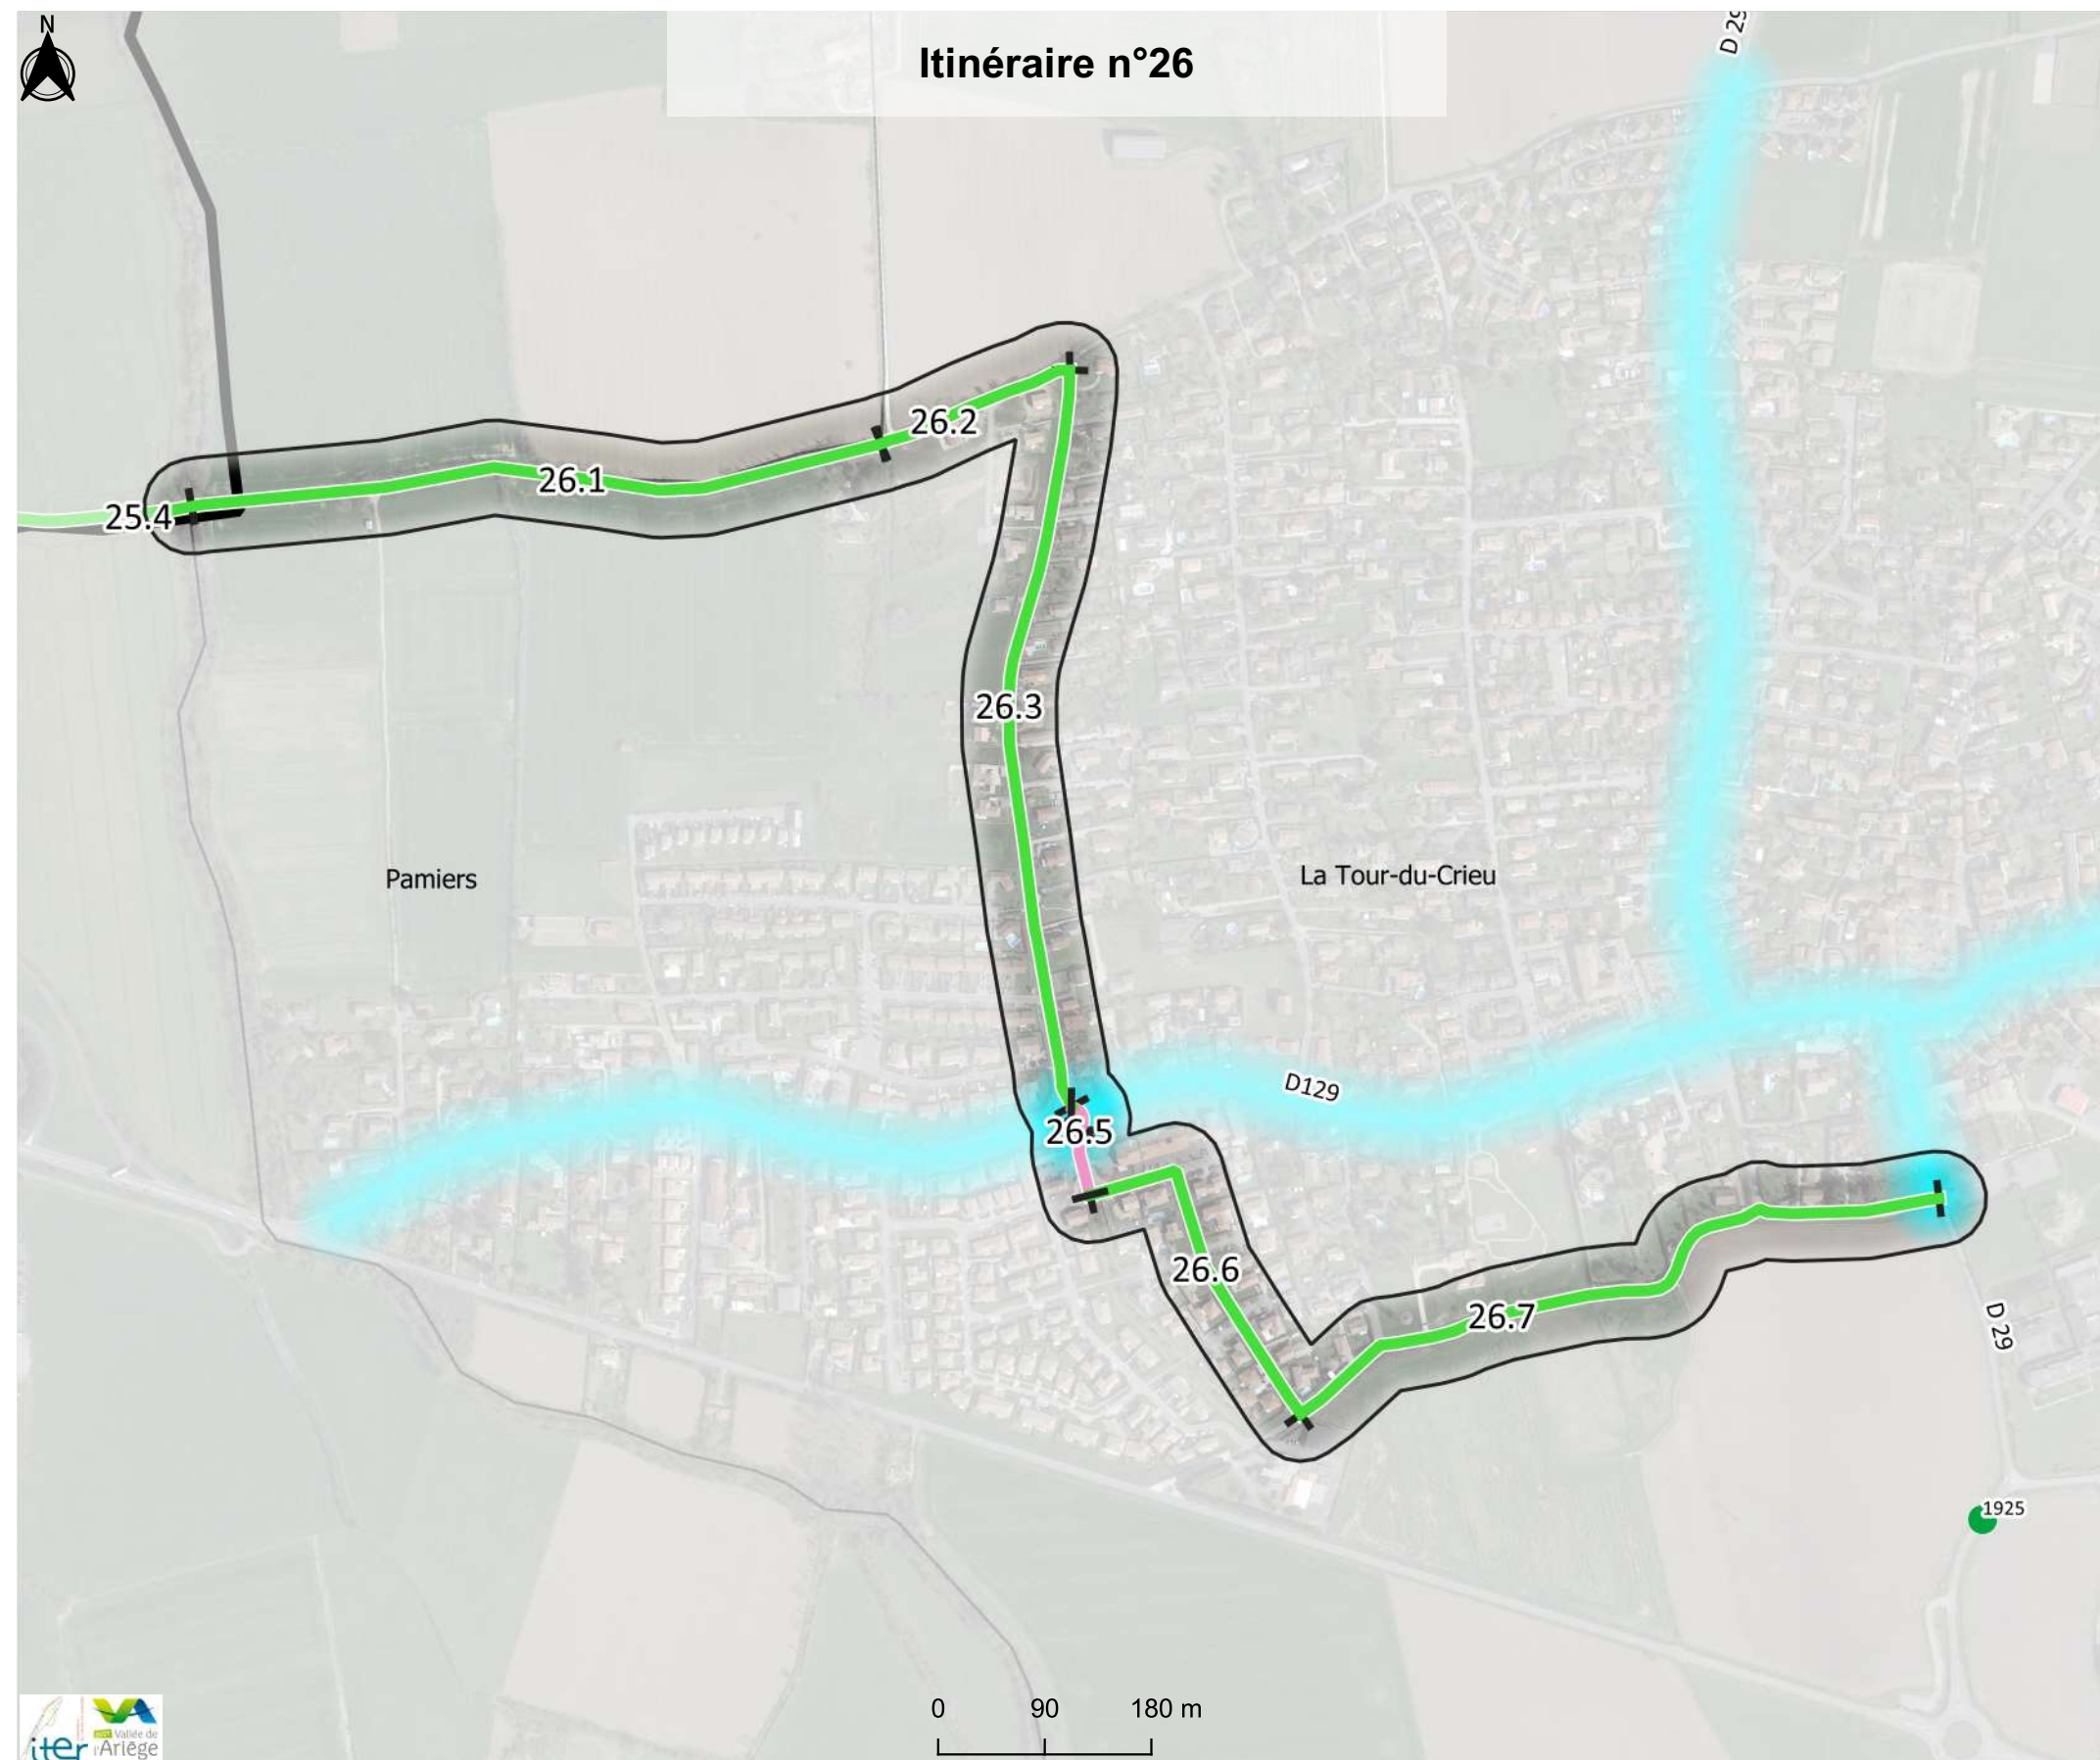 N
Itinéraire n°26
D 29
26.2
26.1
25.4
26.3
Pamiers
La Tour-du-Crieu
D129
26.5
26.6
26.7
D 29
1925
0 90 180 m
iter
Vallée de
l'Ariège